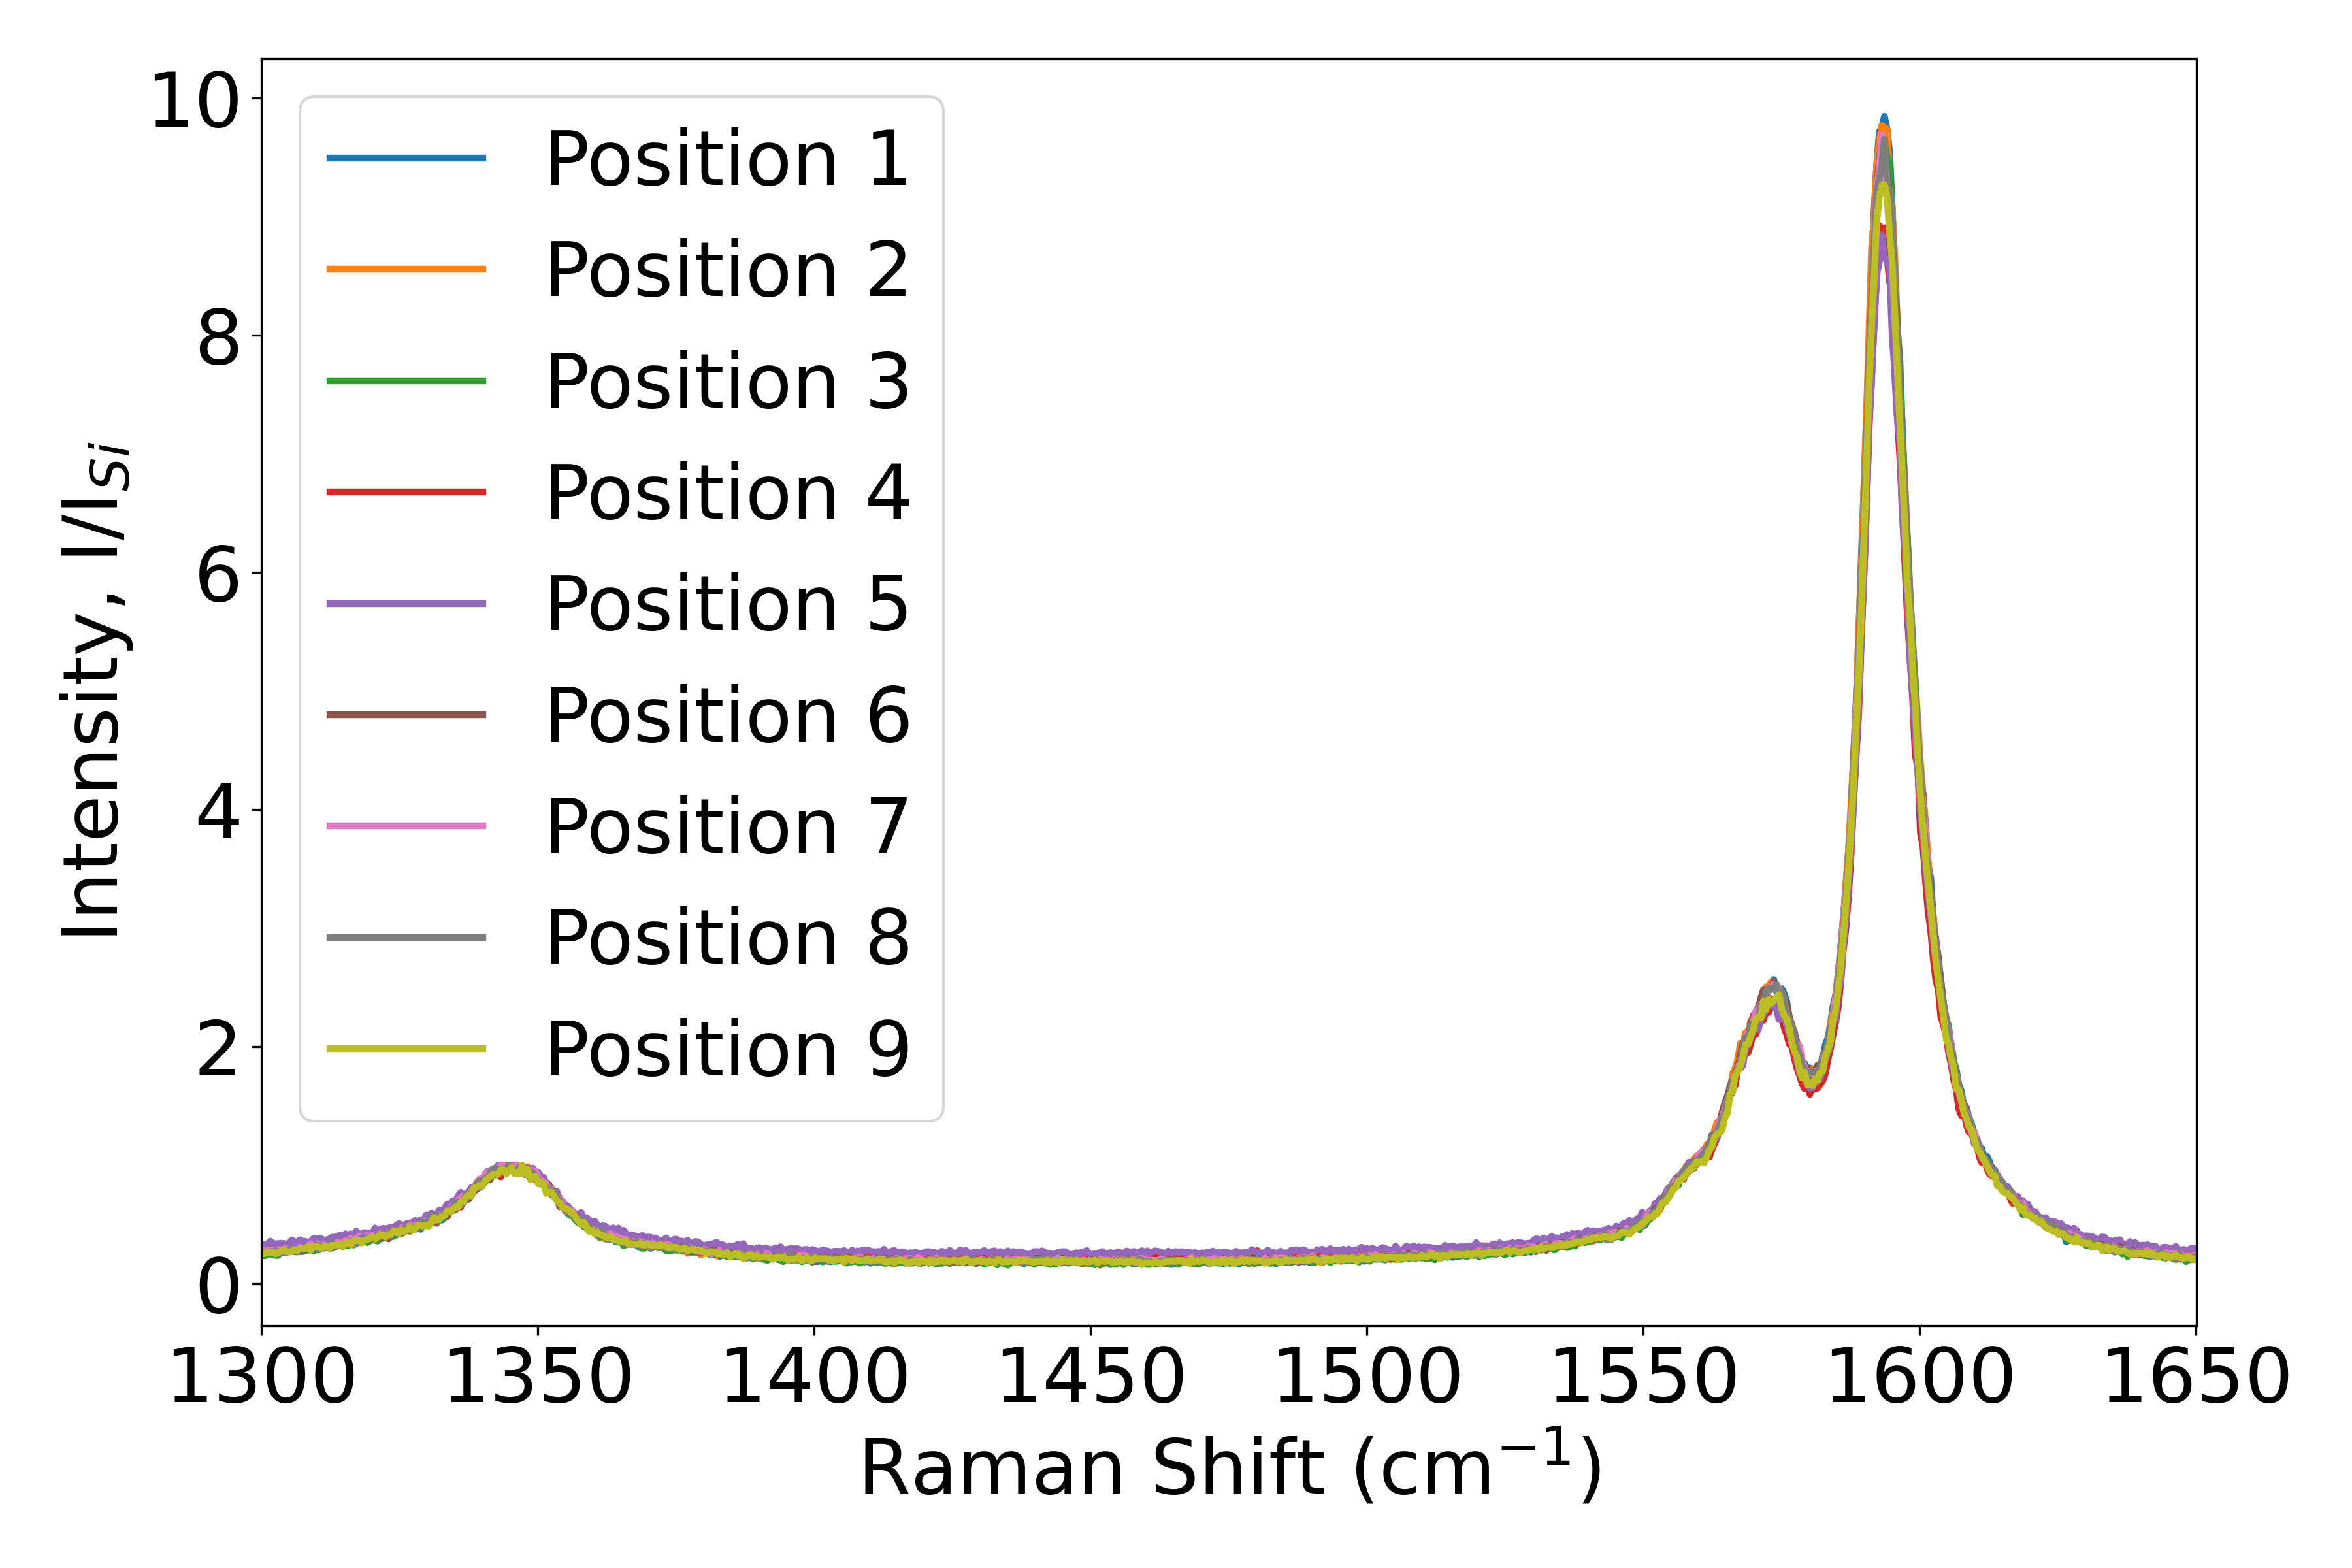 10
8
6
4
2
0
Intensity, I/I_Si
Position 1
Position 2
Position 3
Position 4
Position 5
Position 6
Position 7
Position 8
Position 9
1300 1350 1400 1450 1500 1550 1600 1650
Raman Shift (cm⁻¹)